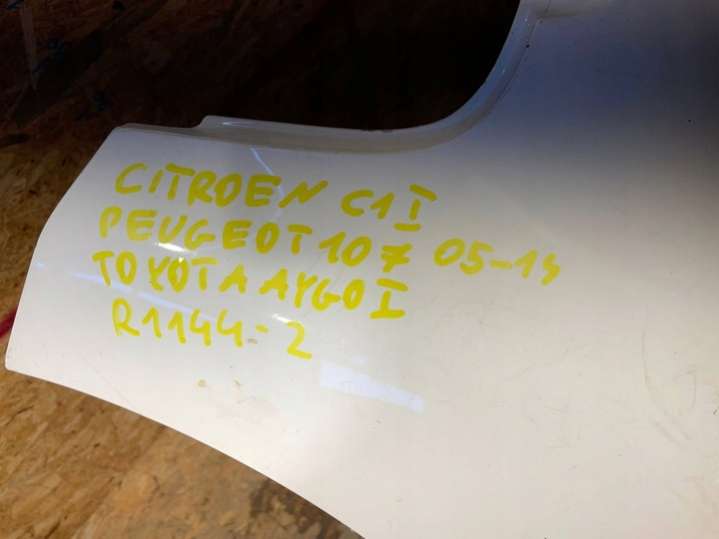 CITROEN C1 I
PEUGEOT 107 05-14
TOYOTA AYGO I
R1144-2